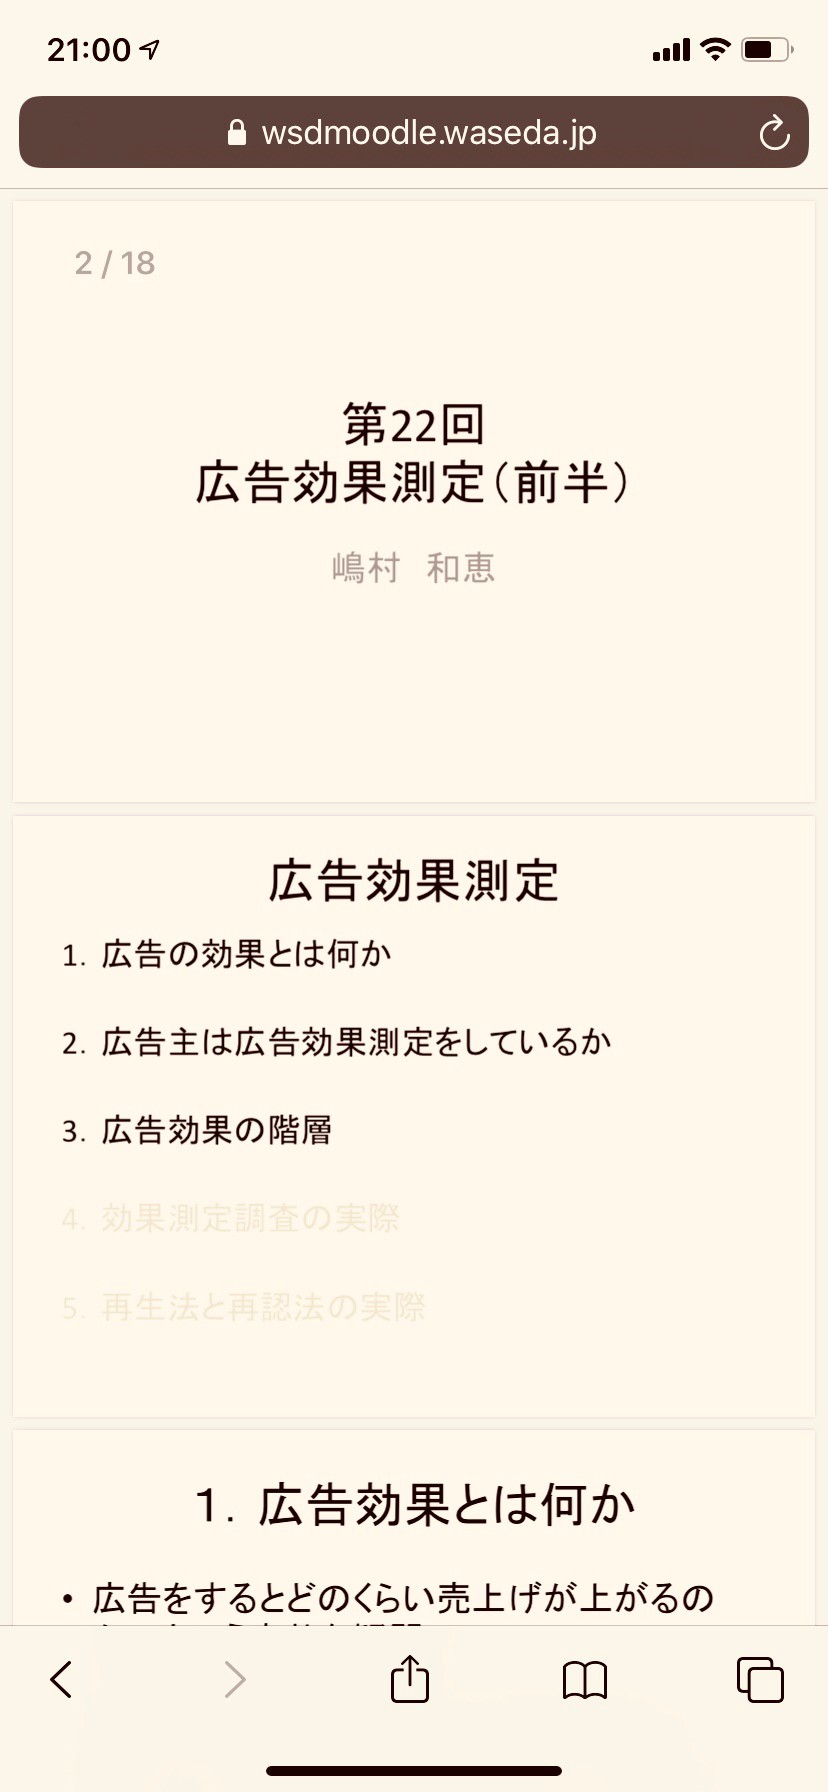 21:00
wsdmoodle.waseda.jp
2 / 18
第22回
広告効果測定（前半）
嶋村　和恵
広告効果測定
1. 広告の効果とは何か
2. 広告主は広告効果測定をしているか
3. 広告効果の階層
4. 効果測定調査の実際
5. 再生法と再認法の実際
1. 広告効果とは何か
• 広告をするとどのくらい売上げが上がるの